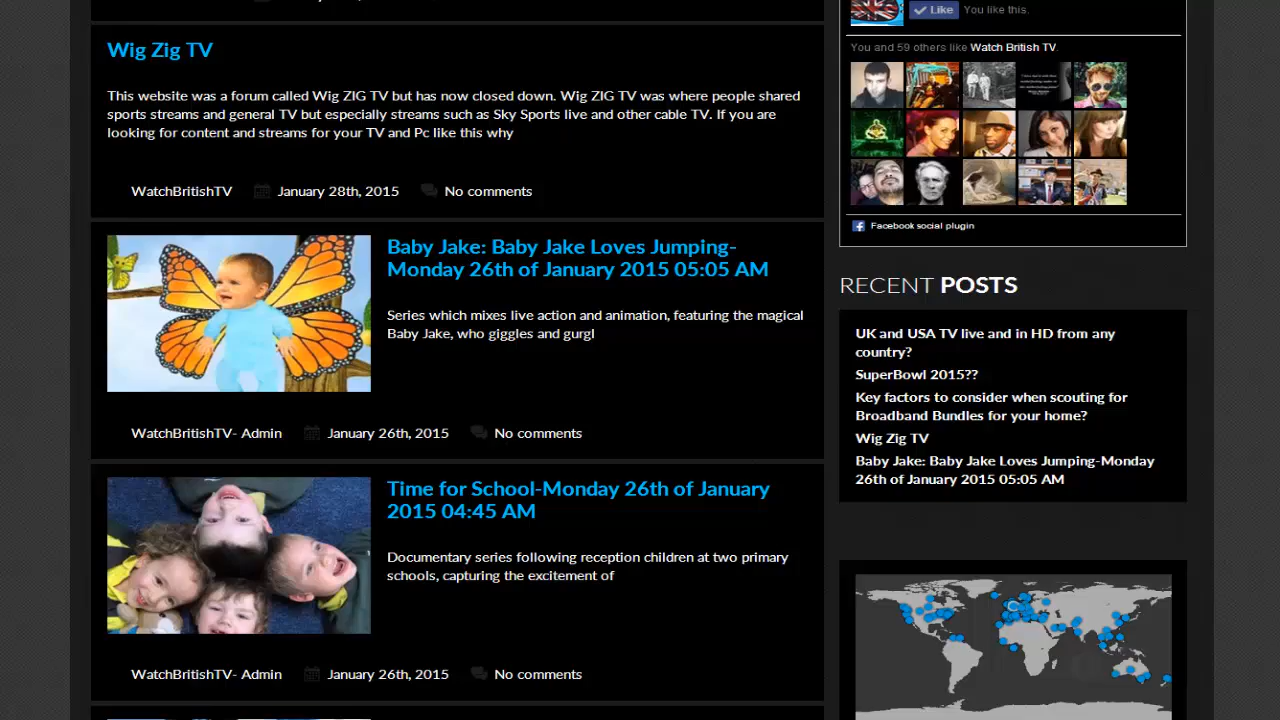 Wig Zig TV
This website was a forum called Wig ZIG TV but has now closed down. Wig ZIG TV was where people shared
sports streams and general TV but especially streams such as Sky Sports live and other cable TV. If you are
looking for content and streams for your TV and Pc like this why
WatchBritishTV January 28th, 2015 No comments
Baby Jake: Baby Jake Loves Jumping-
Monday 26th of January 2015 05:05 AM
Series which mixes live action and animation, featuring the magical
Baby Jake, who giggles and gurgl
WatchBritishTV- Admin January 26th, 2015 No comments
Time for School-Monday 26th of January
2015 04:45 AM
Documentary series following reception children at two primary
schools, capturing the excitement of
WatchBritishTV- Admin January 26th, 2015 No comments
Like You like this.
You and 59 others like Watch British TV.
Facebook social plugin
RECENT POSTS
UK and USA TV live and in HD from any
country?
SuperBowl 2015??
Key factors to consider when scouting for
Broadband Bundles for your home?
Wig Zig TV
Baby Jake: Baby Jake Loves Jumping-Monday
26th of January 2015 05:05 AM